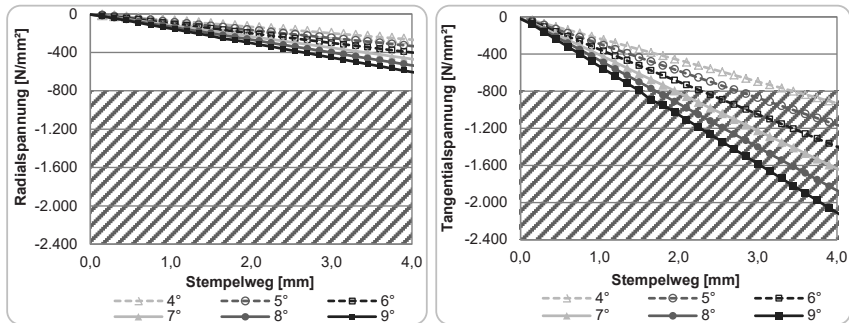 Radialspannung [N/mm²]
0
-400
-800
-1.200
-1.600
-2.000
-2.400
0,0 1,0 2,0 3,0 4,0
Stempelweg [mm]
4° 5° 6°
7° 8° 9°
Tangentialspannung [N/mm²]
0
-400
-800
-1.200
-1.600
-2.000
-2.400
0,0 1,0 2,0 3,0 4,0
Stempelweg [mm]
4° 5° 6°
7° 8° 9°